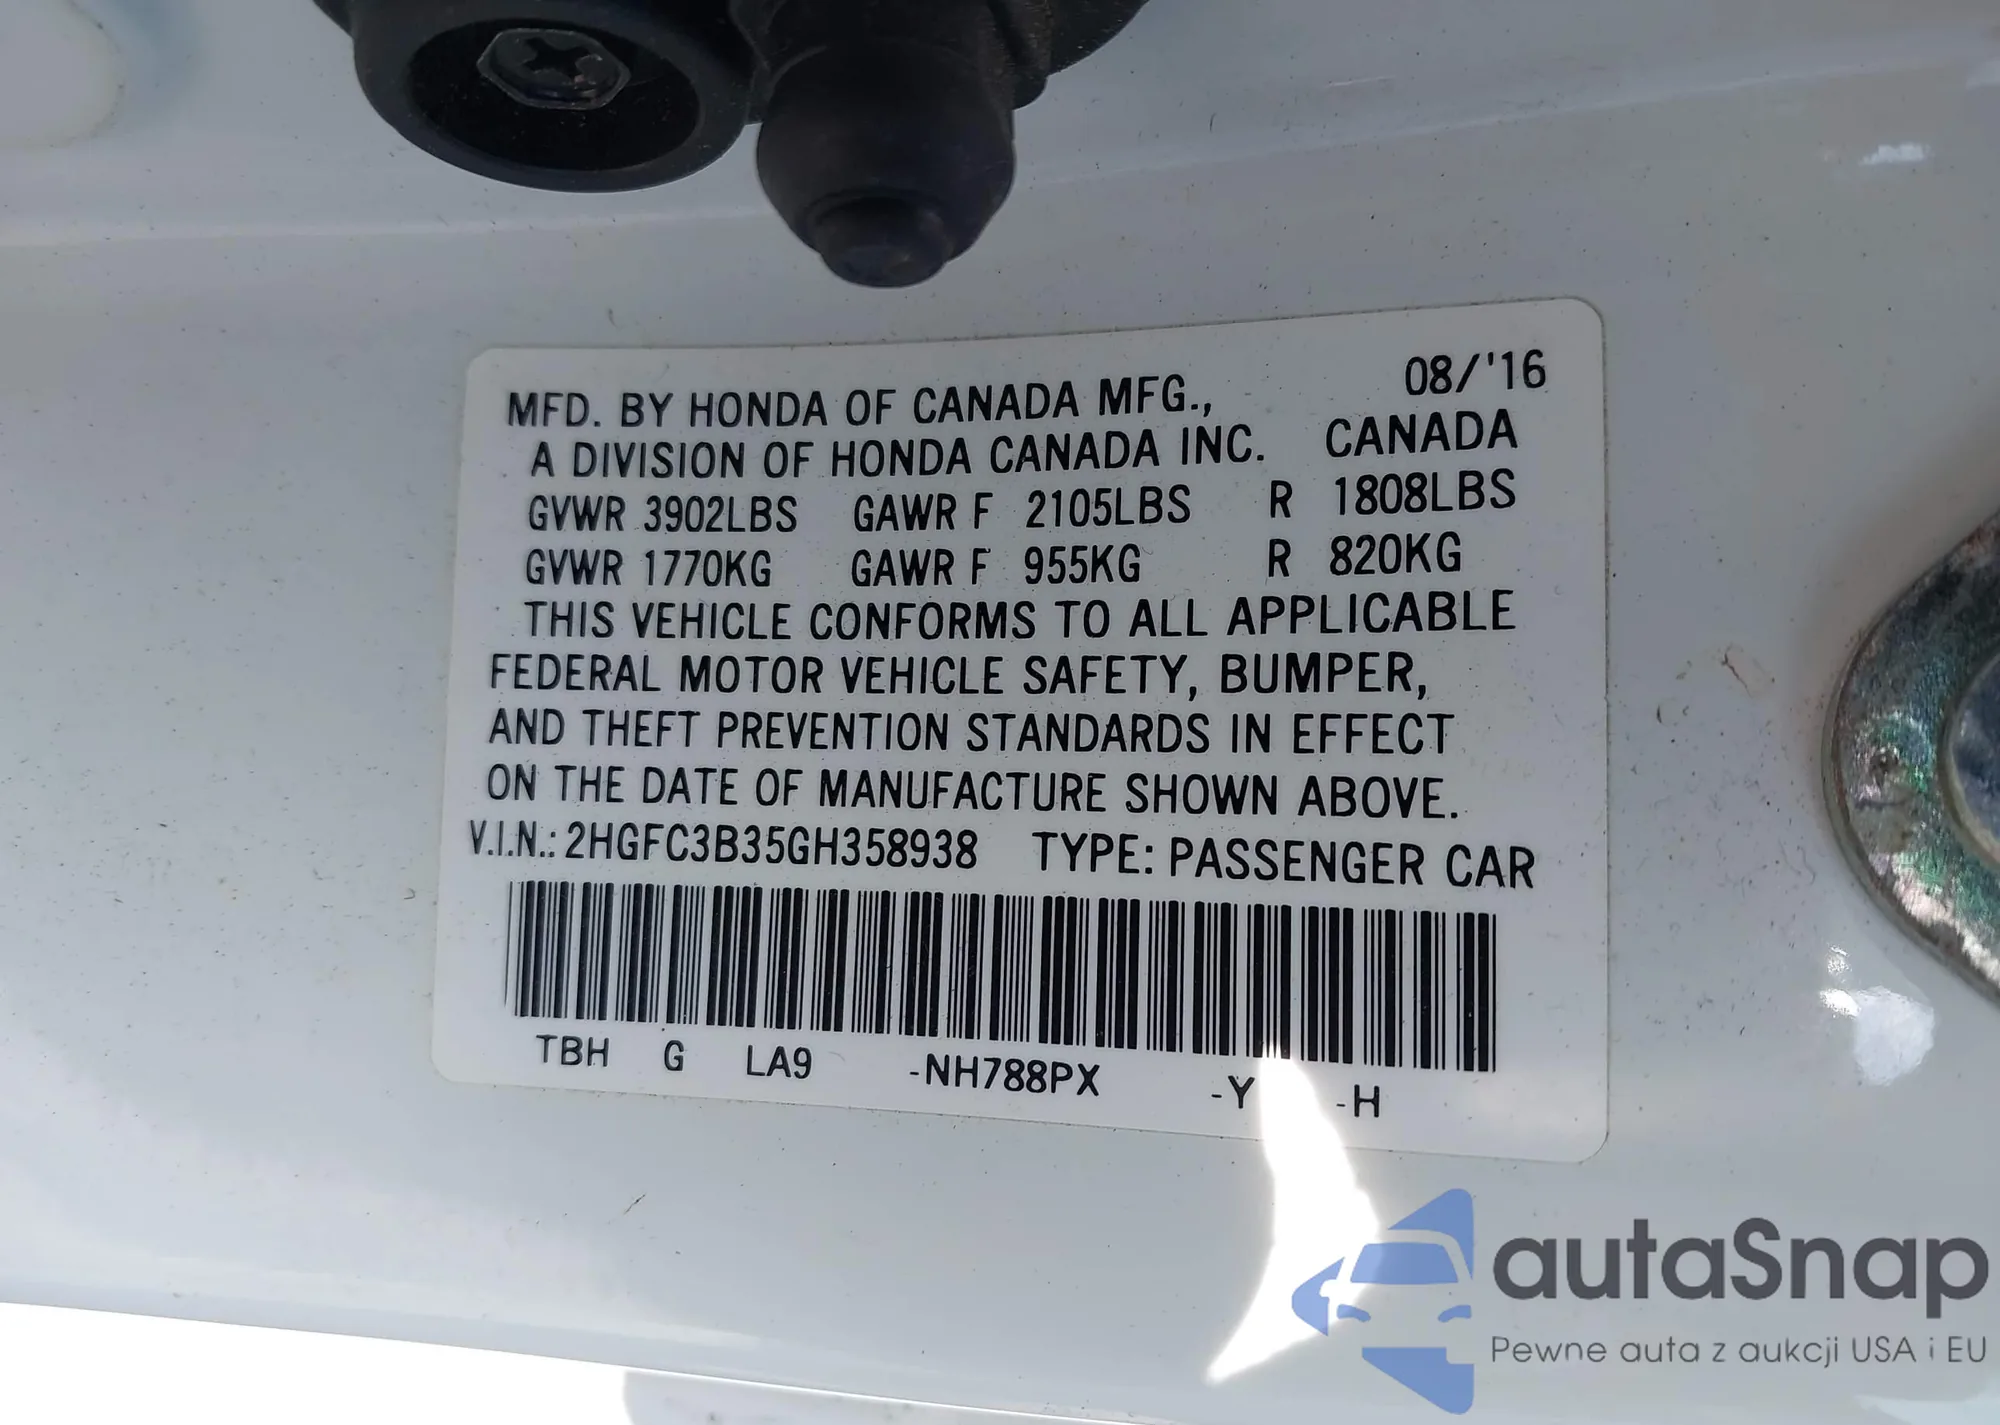 08/'16
MFD. BY HONDA OF CANADA MFG.,
A DIVISION OF HONDA CANADA INC. CANADA
GVWR 3902LBS GAWR F 2105LBS R 1808LBS
GVWR 1770KG GAWR F 955KG R 820KG
THIS VEHICLE CONFORMS TO ALL APPLICABLE
FEDERAL MOTOR VEHICLE SAFETY, BUMPER,
AND THEFT PREVENTION STANDARDS IN EFFECT
ON THE DATE OF MANUFACTURE SHOWN ABOVE.
V.I.N.: 2HGFC3B35GH358938 TYPE: PASSENGER CAR
TBH G LA9 -NH788PX -Y -H
autaSnap
Pewne auta z aukcji USA i EU